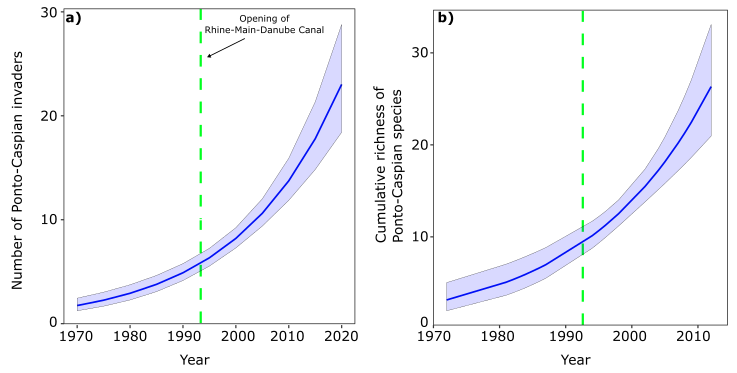 a)
Opening of
Rhine-Main-Danube Canal
Number of Ponto-Caspian invaders
30
20
10
0
1970 1980 1990 2000 2010 2020
Year
b)
Cumulative richness of
Ponto-Caspian species
30
20
10
0
1970 1980 1990 2000 2010
Year